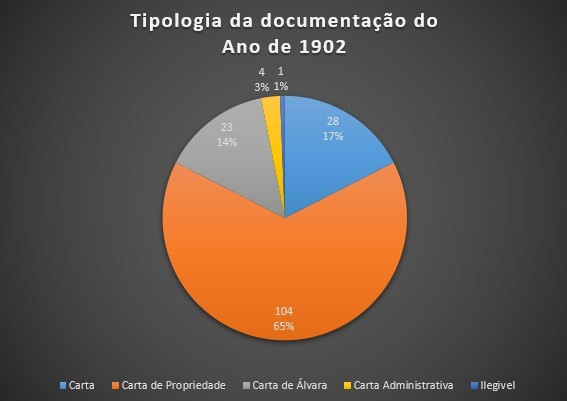 Tipologia da documentação do
Ano de 1902
4
3%
1
1%
28
17%
23
14%
104
65%
Carta
Carta de Propriedade
Carta de Álvara
Carta Administrativa
Ilegivel